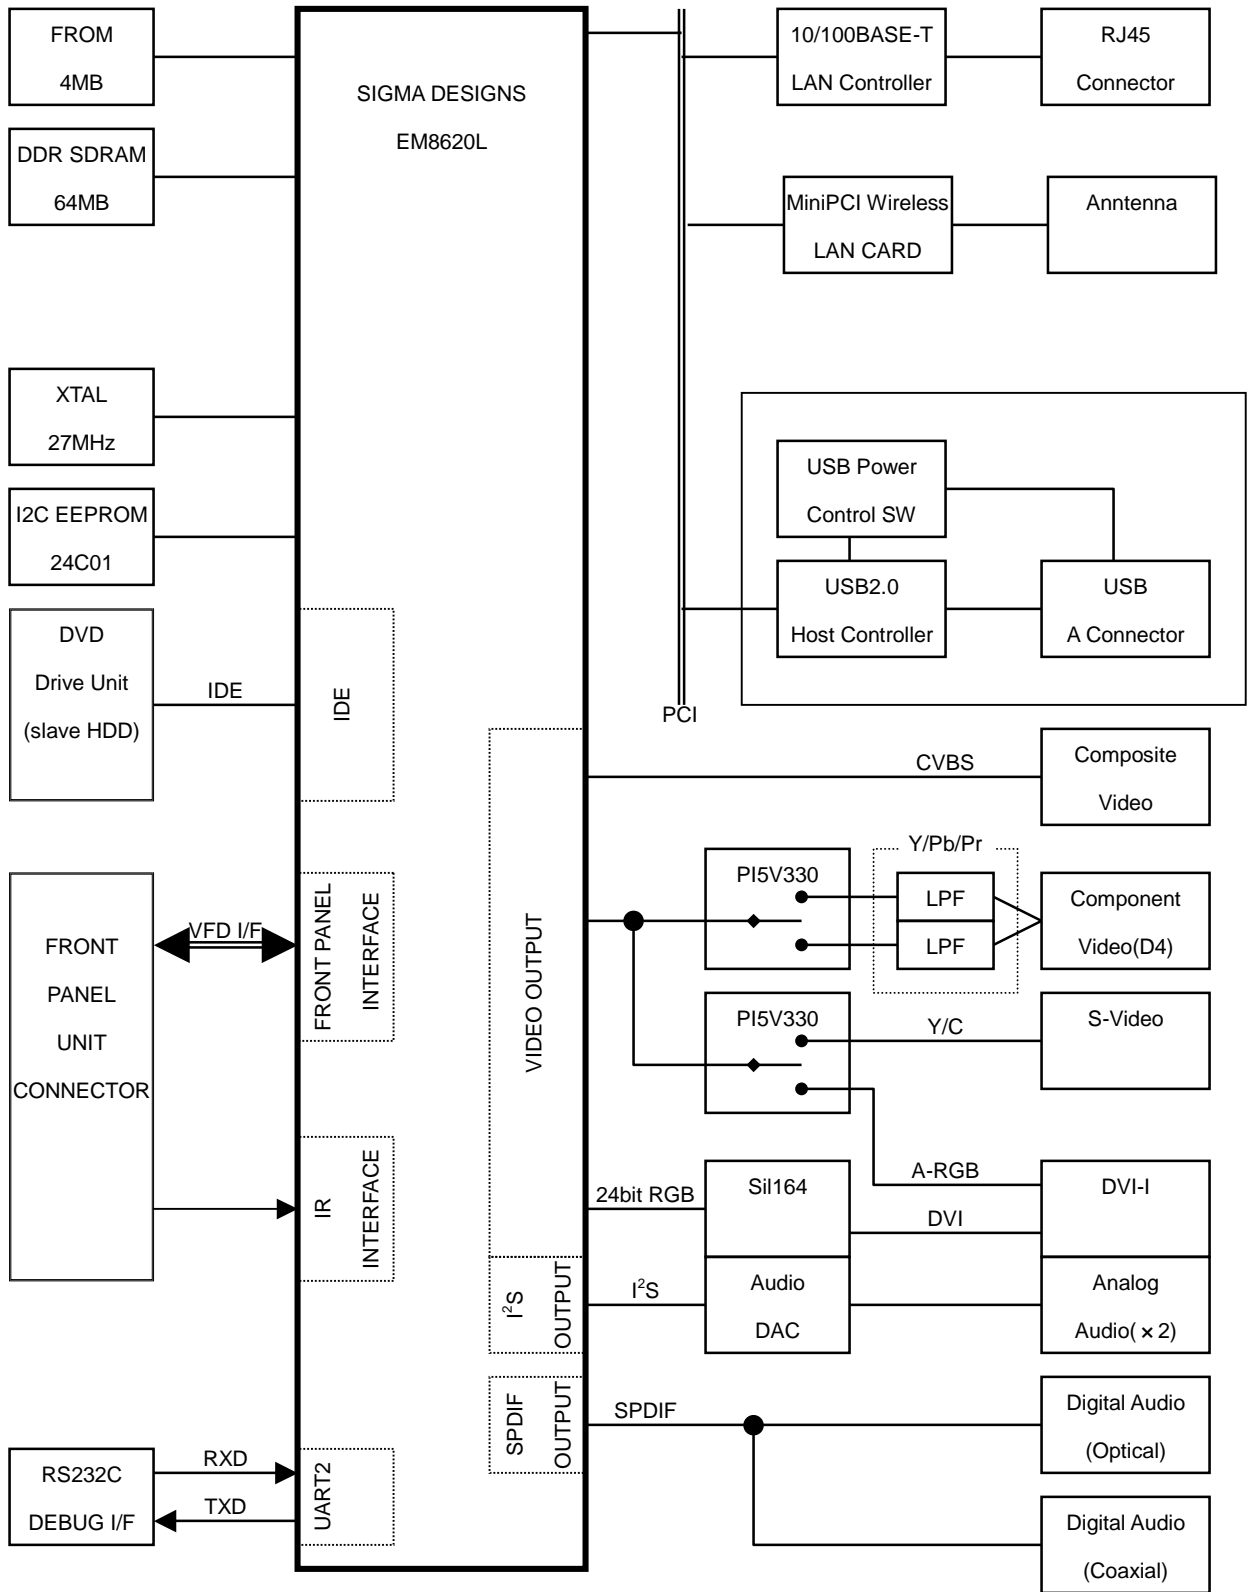 FROM
4MB
DDR SDRAM
64MB
XTAL
27MHz
I2C EEPROM
24C01
DVD
Drive Unit
(slave HDD)
IDE
FRONT
PANEL
UNIT
CONNECTOR
VFD I/F
RS232C
DEBUG I/F
RXD
TXD
SIGMA DESIGNS
EM8620L
IDE
FRONT PANEL
INTERFACE
IR
INTERFACE
UART2
VIDEO OUTPUT
I²S
OUTPUT
SPDIF
OUTPUT
PCI
10/100BASE-T
LAN Controller
RJ45
Connector
MiniPCI Wireless
LAN CARD
Anntenna
USB Power
Control SW
USB2.0
Host Controller
USB
A Connector
CVBS
Composite
Video
PI5V330
Y/Pb/Pr
LPF
LPF
Component
Video(D4)
PI5V330
Y/C
S-Video
A-RGB
24bit RGB
Sil164
DVI
DVI-I
I²S
Audio
DAC
Analog
Audio(×2)
SPDIF
Digital Audio
(Optical)
Digital Audio
(Coaxial)